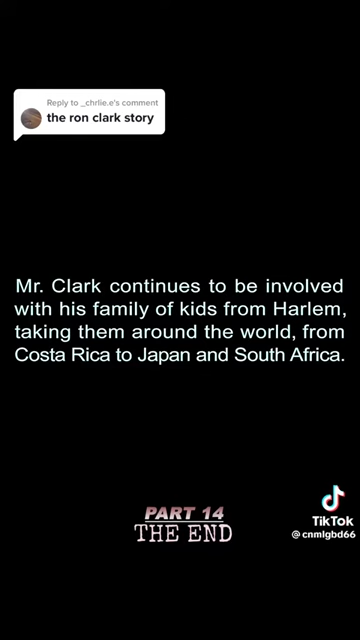 Reply to _chrlie.e's comment
the ron clark story
Mr. Clark continues to be involved
with his family of kids from Harlem,
taking them around the world, from
Costa Rica to Japan and South Africa.
PART 14
THE END
TikTok
@cnmlgbd66